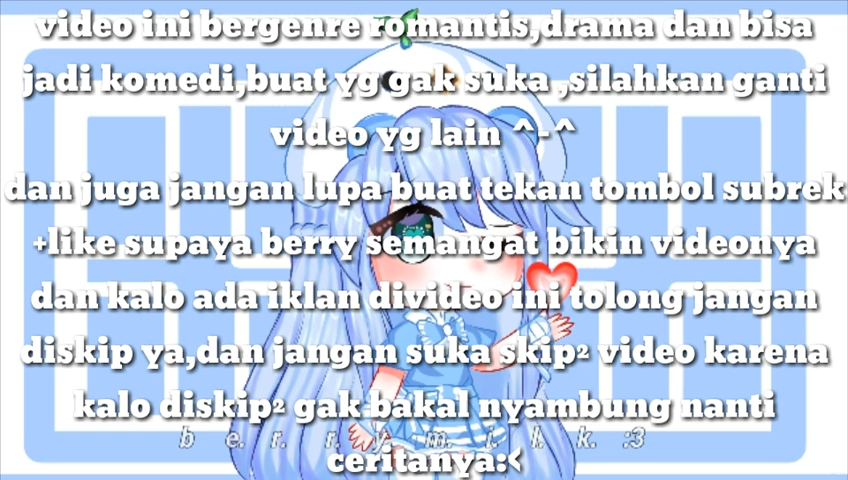 video ini bergenre romantis,drama dan bisa
jadi komedi,buat yg gak suka ,silahkan ganti
video yg lain ^-^
dan juga jangan lupa buat tekan tombol subrek
+like supaya berry semangat bikin videonya
dan kalo ada iklan divideo ini tolong jangan
diskip ya,dan jangan suka skip² video karena
kalo diskip² gak bakal nyambung nanti
b e. r. r. y. m. i. l. k. :3
ceritanya:<